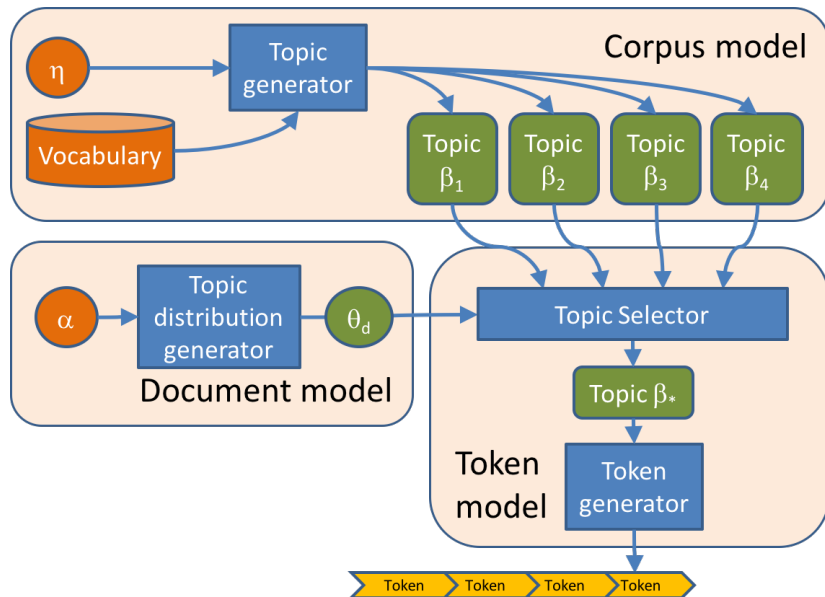 Corpus model
η
Topic
generator
Vocabulary
Topic
β1
Topic
β2
Topic
β3
Topic
β4
α
Topic
distribution
generator
θd
Document model
Topic Selector
Topic β*
Token
model
Token
generator
Token
Token
Token
Token